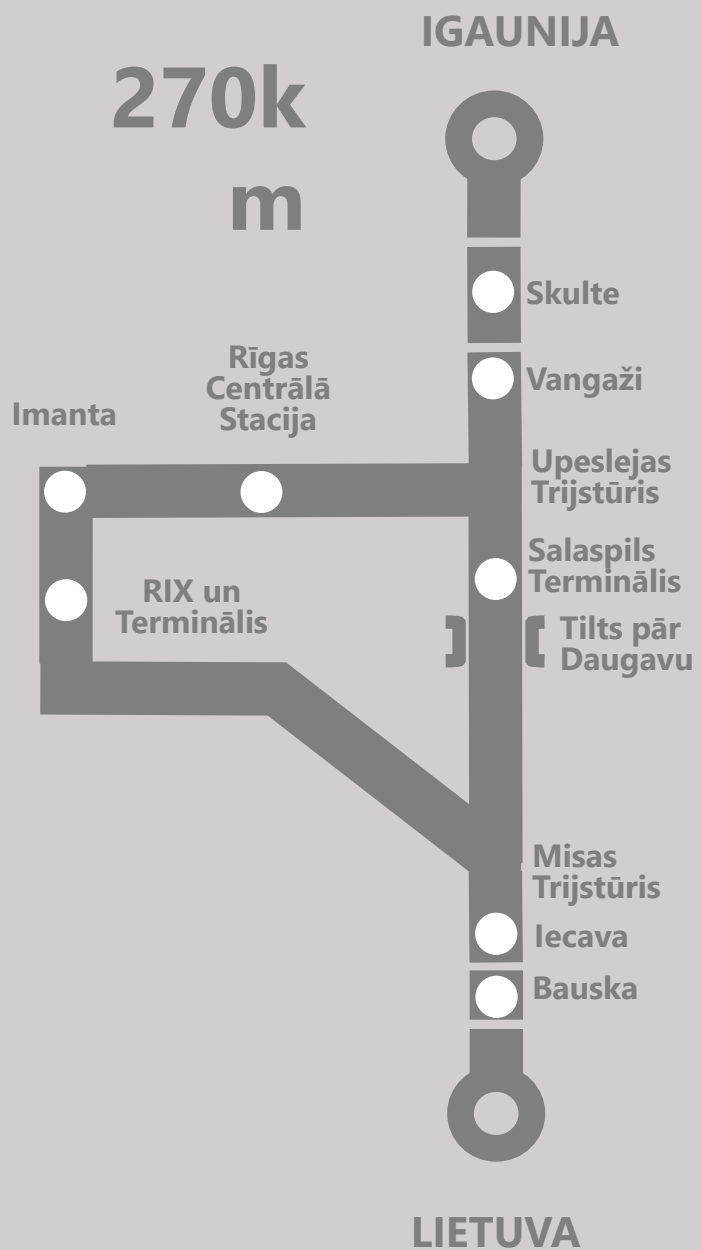 IGAUNIJA
270k
m
Skulte
Rīgas
Centrālā
Stacija
Vangaži
Imanta
Upeslejas
Trijstūris
Salaspils
Terminālis
RIX un
Terminālis
Tilts pār
Daugavu
Misas
Trijstūris
Iecava
Bauska
LIETUVA